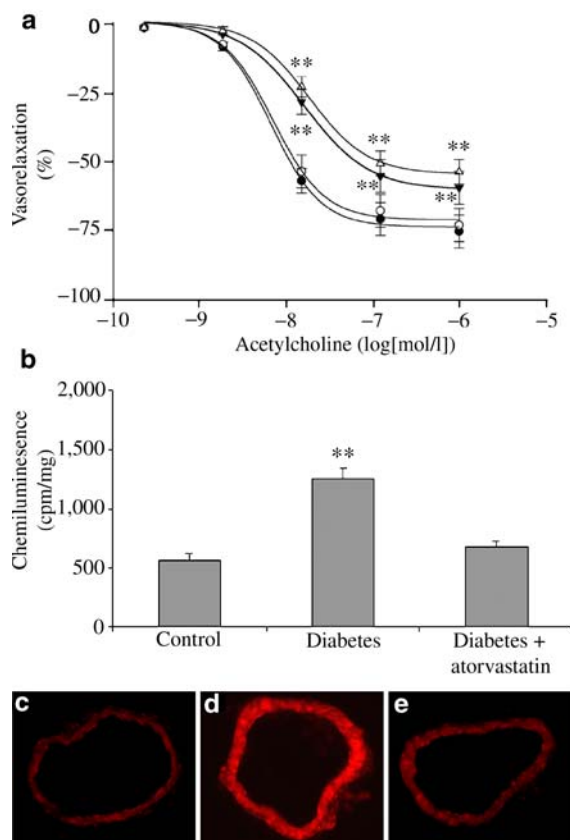 a
0
−25
−50
−75
−100
Vasorelaxation
(%)
** 
** ** **
** **
−10 −9 −8 −7 −6 −5
Acetylcholine (log[mol/l])
b
2,000
1,500
1,000
500
0
Chemiluminesence
(cpm/mg)
**
Control Diabetes Diabetes +
atorvastatin
c d e